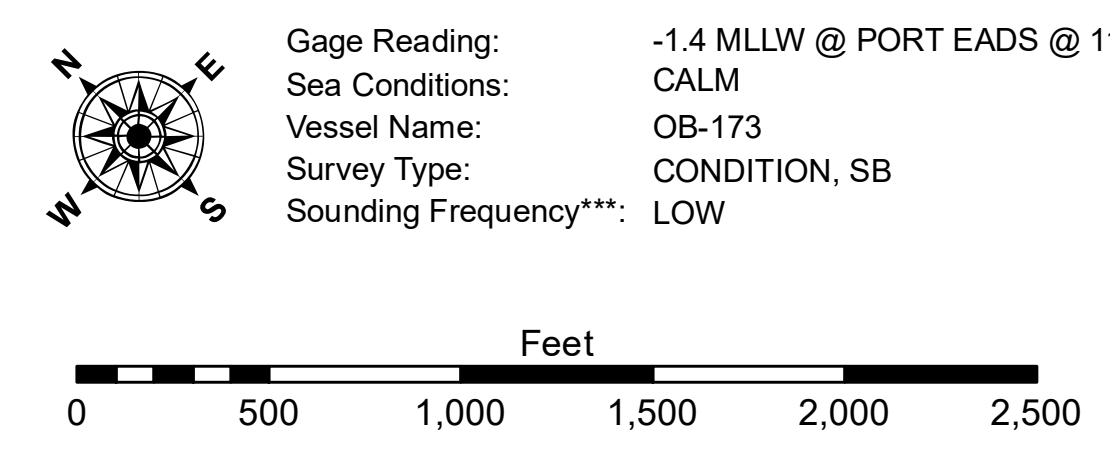 N E
W S
Gage Reading: -1.4 MLLW @ PORT EADS @
Sea Conditions: CALM
Vessel Name: OB-173
Survey Type: CONDITION, SB
Sounding Frequency***: LOW
Feet
0 500 1,000 1,500 2,000 2,500